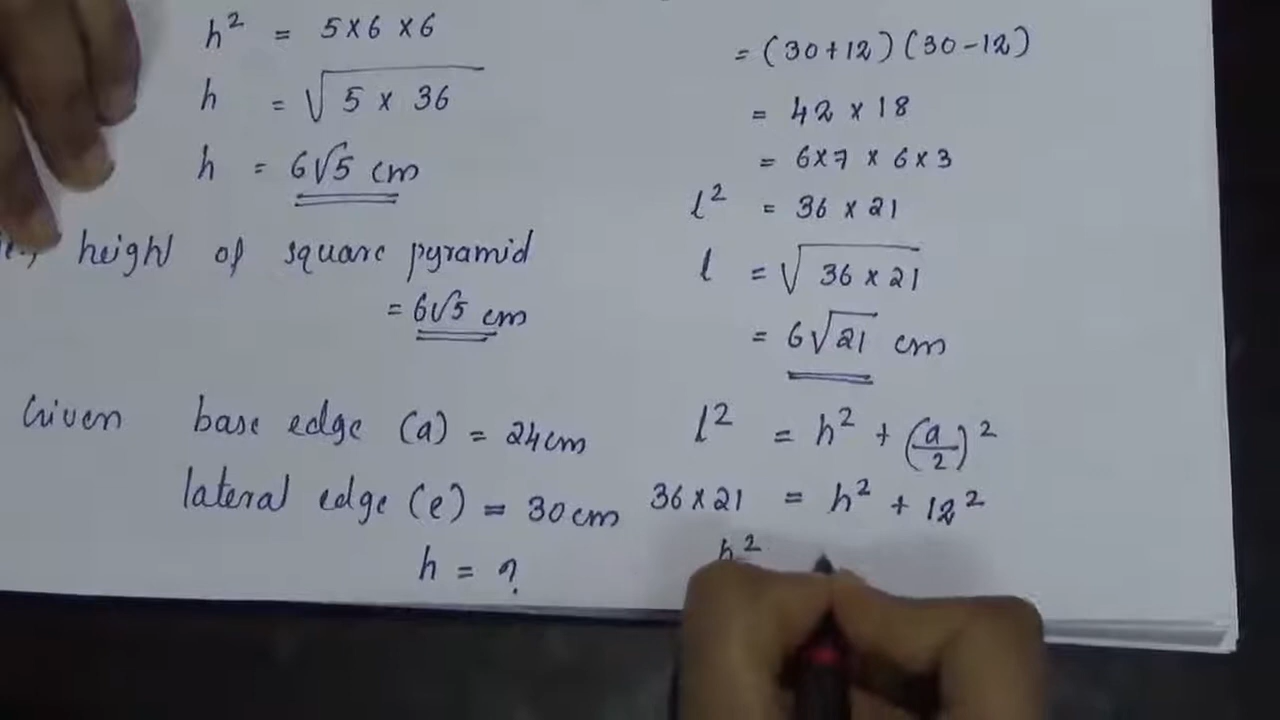 h² = 5×6×6
h = √5 × 36
h = 6√5 cm
height of square pyramid
= 6√5 cm
Given base edge (a) = 24cm
lateral edge (e) = 30cm
h = ?
= (30+12)(30-12)
= 42 × 18
= 6×7 × 6×3
l² = 36 × 21
l = √36 × 21
= 6√21 cm
l² = h² + (a/2)²
36×21 = h² + 12²
h²